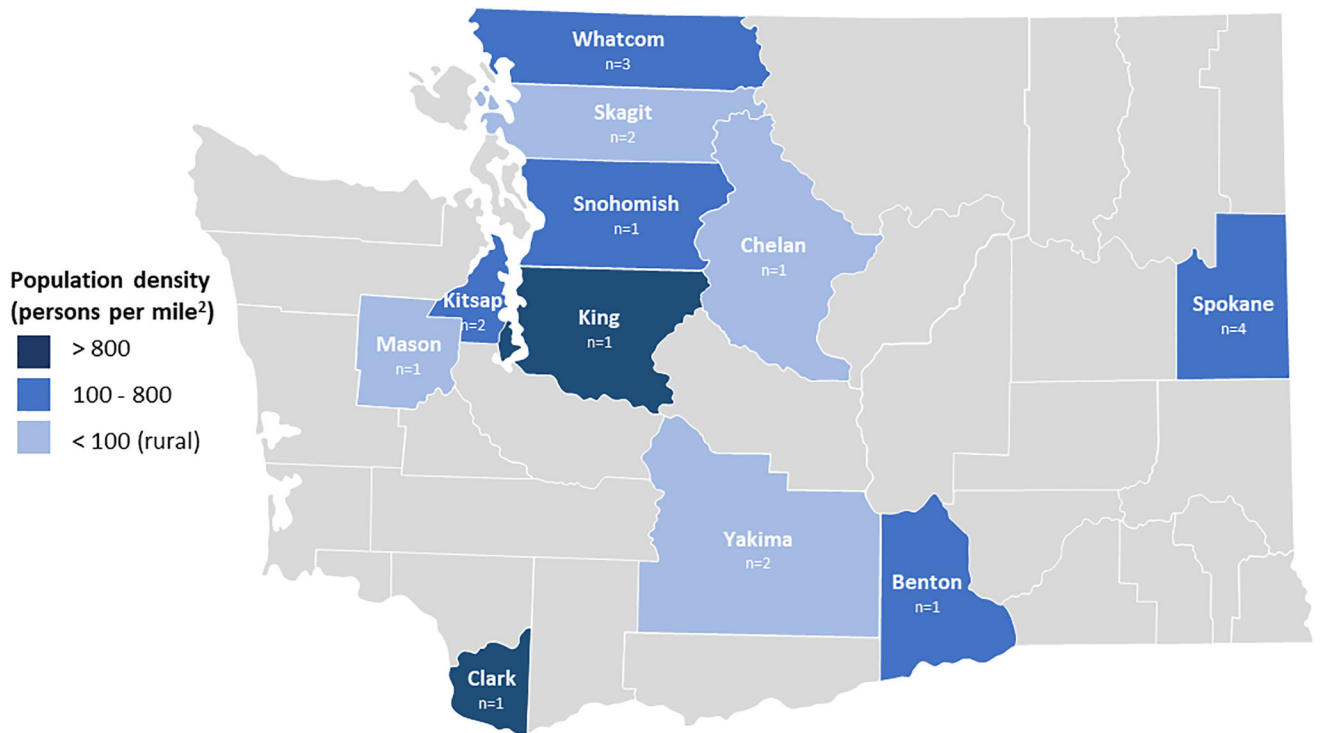 Whatcom
n=3
Skagit
n=2
Snohomish
n=1
Chelan
n=1
Population density
(persons per mile²)
> 800
100 - 800
< 100 (rural)
Kitsap
n=2
King
n=1
Mason
n=1
Spokane
n=4
Yakima
n=2
Benton
n=1
Clark
n=1